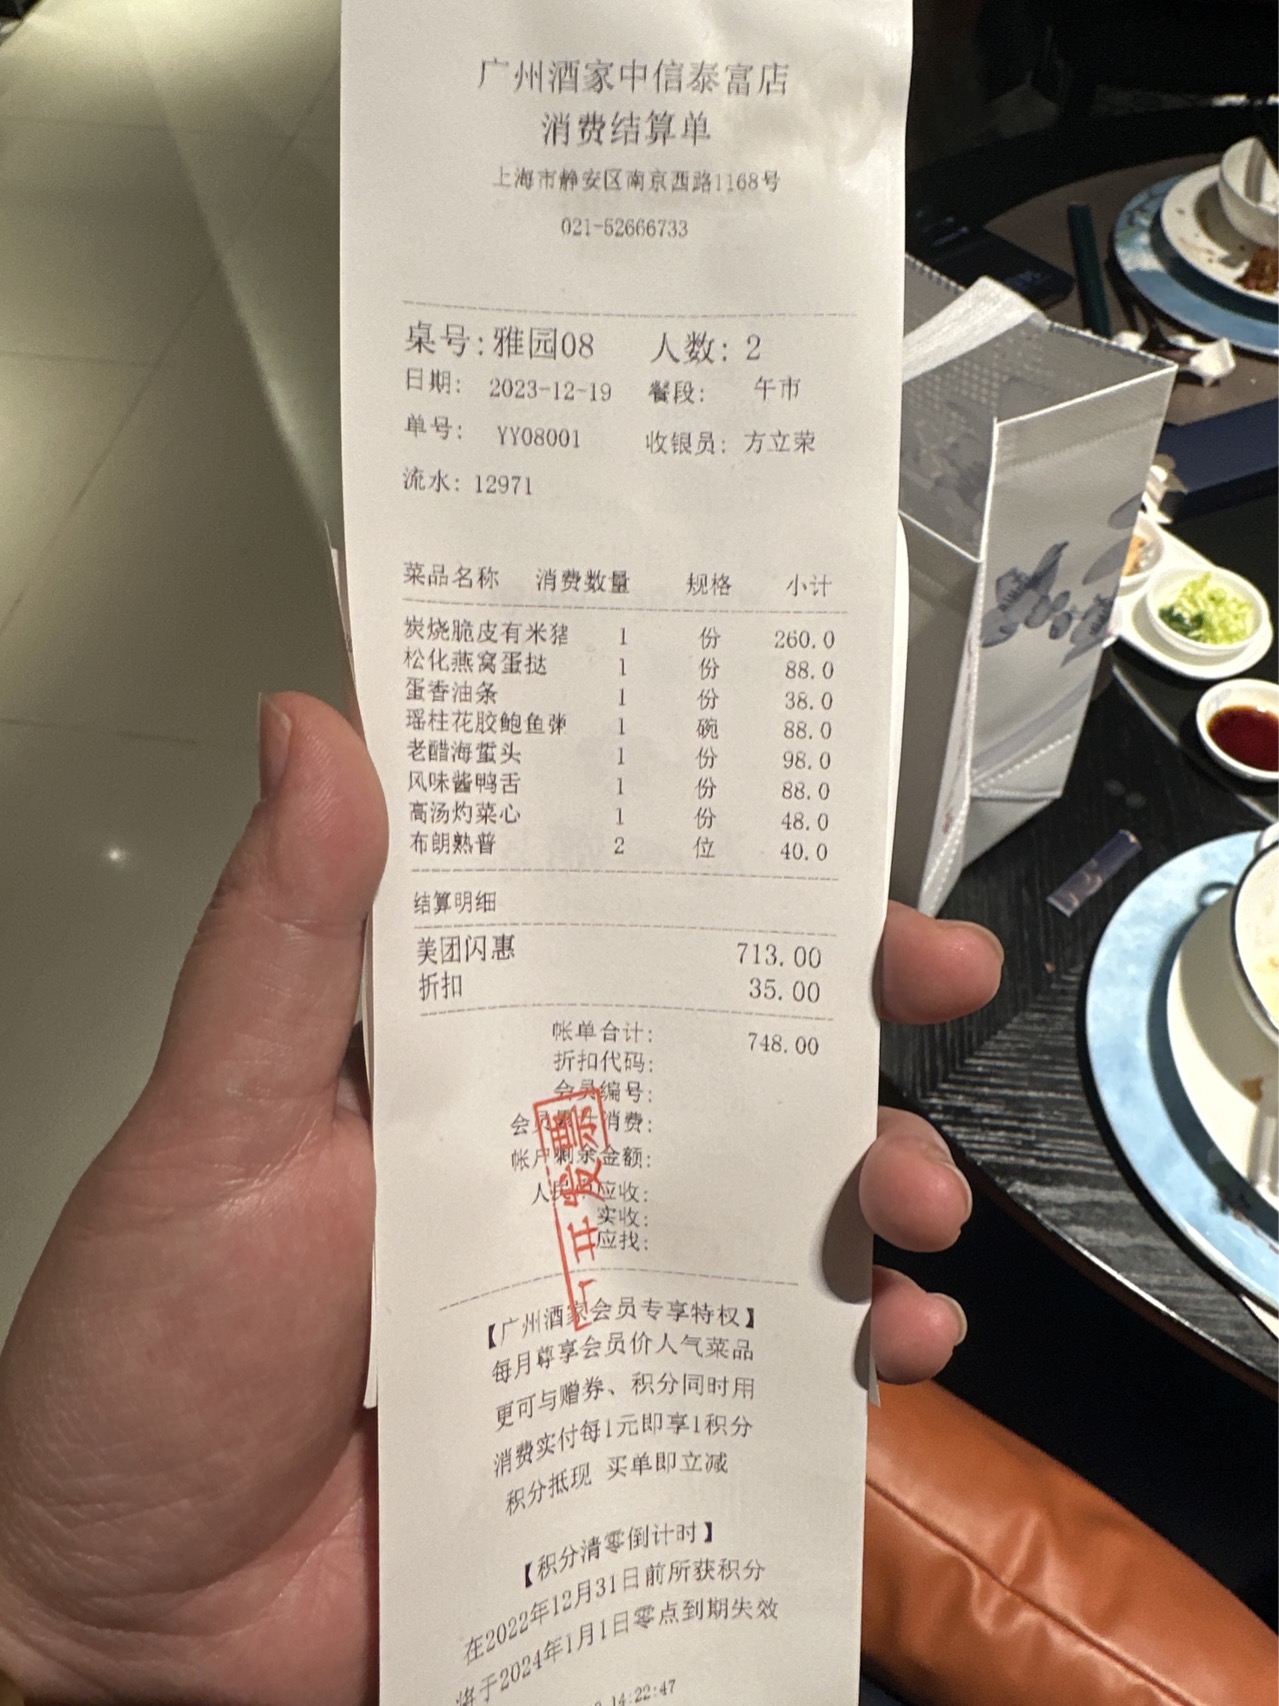 广州酒家中信泰富店
消费结算单
上海市静安区南京西路1168号
021-52666733
桌号:雅园08 人数: 2
日期: 2023-12-19 餐段: 午市
单号: YY08001 收银员: 方立荣
流水: 12971
菜品名称 消费数量 规格 小计
炭烧脆皮有米猪 1 份 260.0
松化燕窝蛋挞 1 份 88.0
蛋香油条 1 份 38.0
瑶柱花胶鲍鱼粥 1 碗 88.0
老醋海蜇头 1 份 98.0
风味酱鸭舌 1 份 88.0
高汤灼菜心 1 份 48.0
布朗熟普 2 位 40.0
结算明细
美团闪惠 713.00
折扣 35.00
帐单合计: 748.00
折扣代码:
会员编号:
会员累计消费:
帐户剩余金额:
人民币应收:
实收:
应找:
已开发票
【广州酒家会员专享特权】
每月尊享会员价人气菜品
更可与赠券、积分同时用
消费实付每1元即享1积分
积分抵现 买单即立减
【积分清零倒计时】
在2022年12月31日前所获积分
将于2024年1月1日零点到期失效
14:22:47